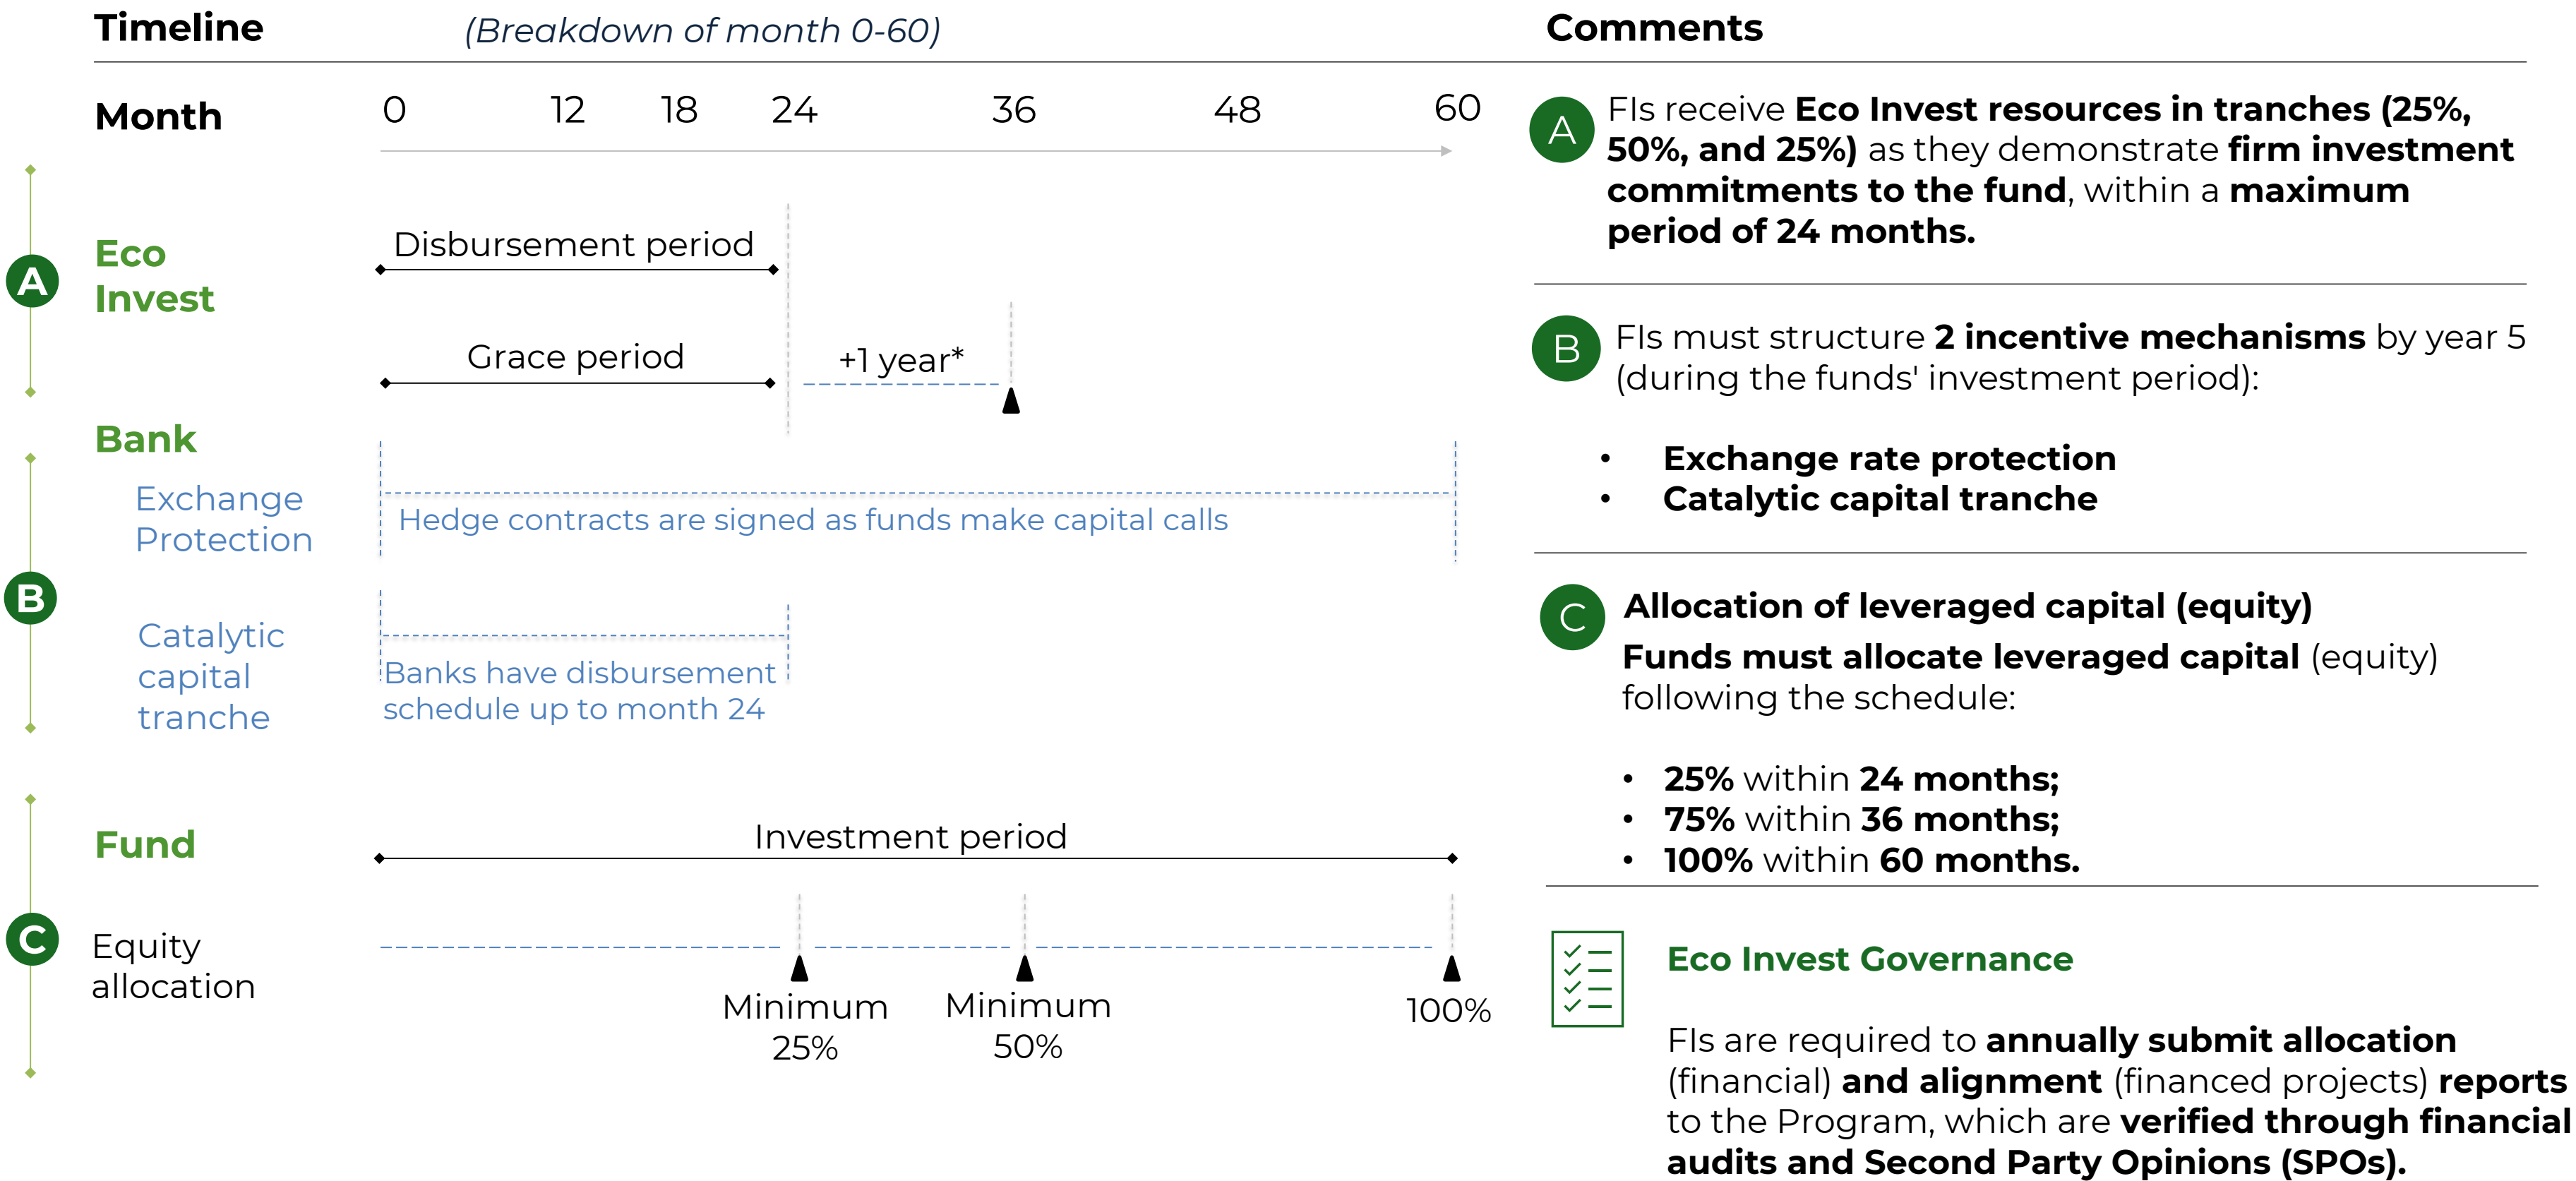 Timeline
(Breakdown of month 0-60)
Month
0 12 18 24 36 48 60
A
Eco
Invest
Disbursement period
Grace period
+1 year*
Bank
B
Exchange
Protection
Hedge contracts are signed as funds make capital calls
Catalytic
capital
tranche
Banks have disbursement
schedule up to month 24
Fund
Investment period
C
Equity
allocation
Minimum
25%
Minimum
50%
100%
Comments
A
FIs receive Eco Invest resources in tranches (25%,
50%, and 25%) as they demonstrate firm investment
commitments to the fund, within a maximum
period of 24 months.
B
FIs must structure 2 incentive mechanisms by year 5
(during the funds' investment period):
• Exchange rate protection
• Catalytic capital tranche
C
Allocation of leveraged capital (equity)
Funds must allocate leveraged capital (equity)
following the schedule:
• 25% within 24 months;
• 75% within 36 months;
• 100% within 60 months.
Eco Invest Governance
FIs are required to annually submit allocation
(financial) and alignment (financed projects) reports
to the Program, which are verified through financial
audits and Second Party Opinions (SPOs).